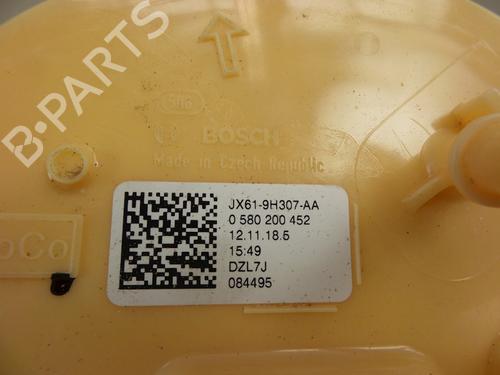 B-PARTS
BOSCH
Made in Czech Republic
JX61-9H307-AA
0 580 200 452
12.11.18.5
15:49
DZL7J
084495
oCo